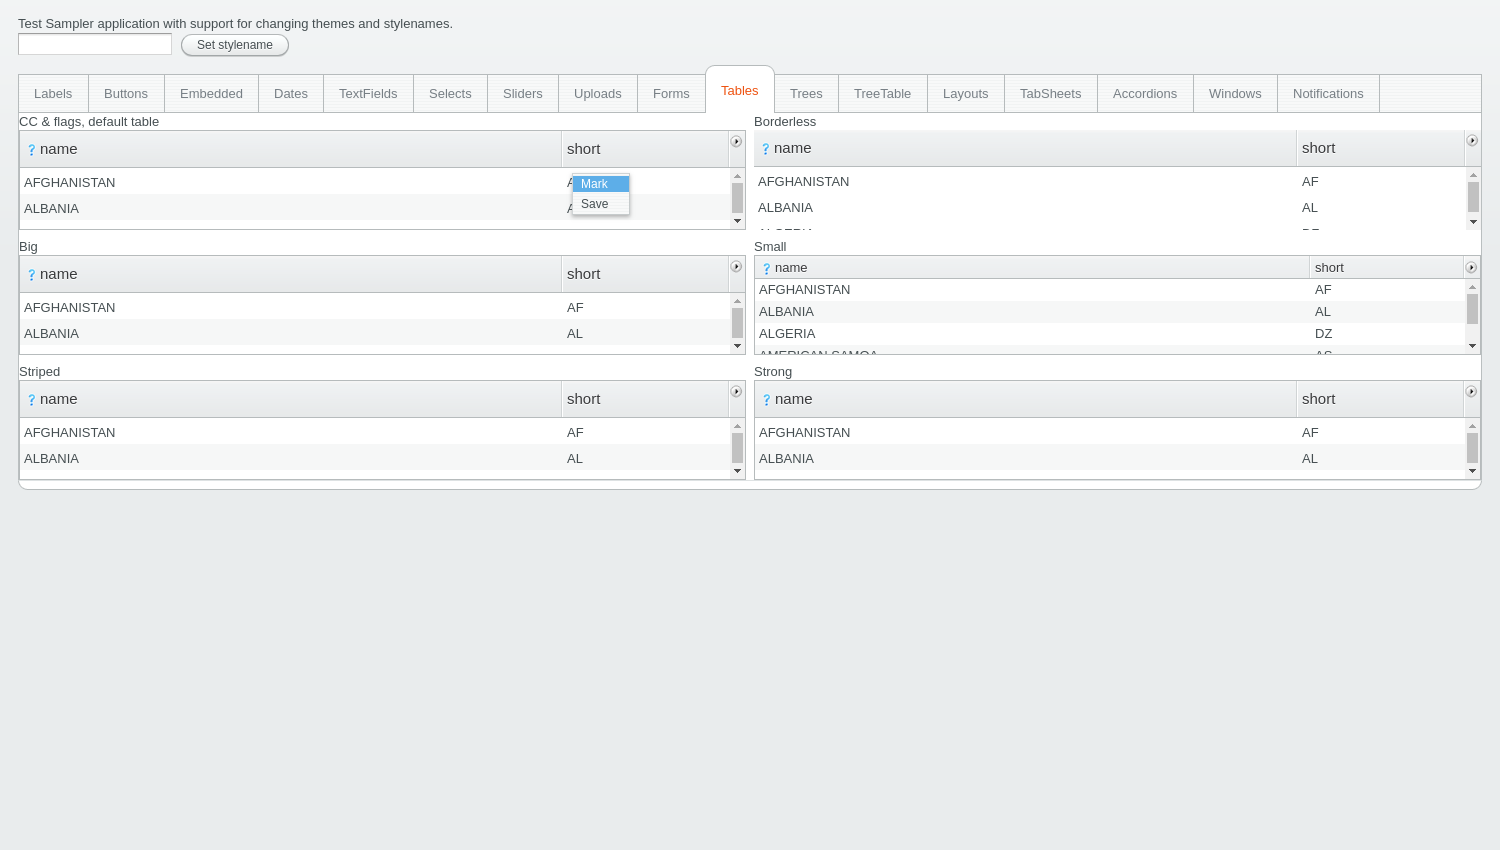 Test Sampler application with support for changing themes and stylenames.
Set stylename
Labels Buttons Embedded Dates TextFields Selects Sliders Uploads Forms Tables Trees TreeTable Layouts TabSheets Accordions Windows Notifications
CC & flags, default table
name short
AFGHANISTAN
ALBANIA
Mark
Save
Borderless
name short
AFGHANISTAN AF
ALBANIA AL
Big
name short
AFGHANISTAN AF
ALBANIA AL
Small
name short
AFGHANISTAN AF
ALBANIA AL
ALGERIA DZ
AMERICAN SAMOA AS
Striped
name short
AFGHANISTAN AF
ALBANIA AL
Strong
name short
AFGHANISTAN AF
ALBANIA AL